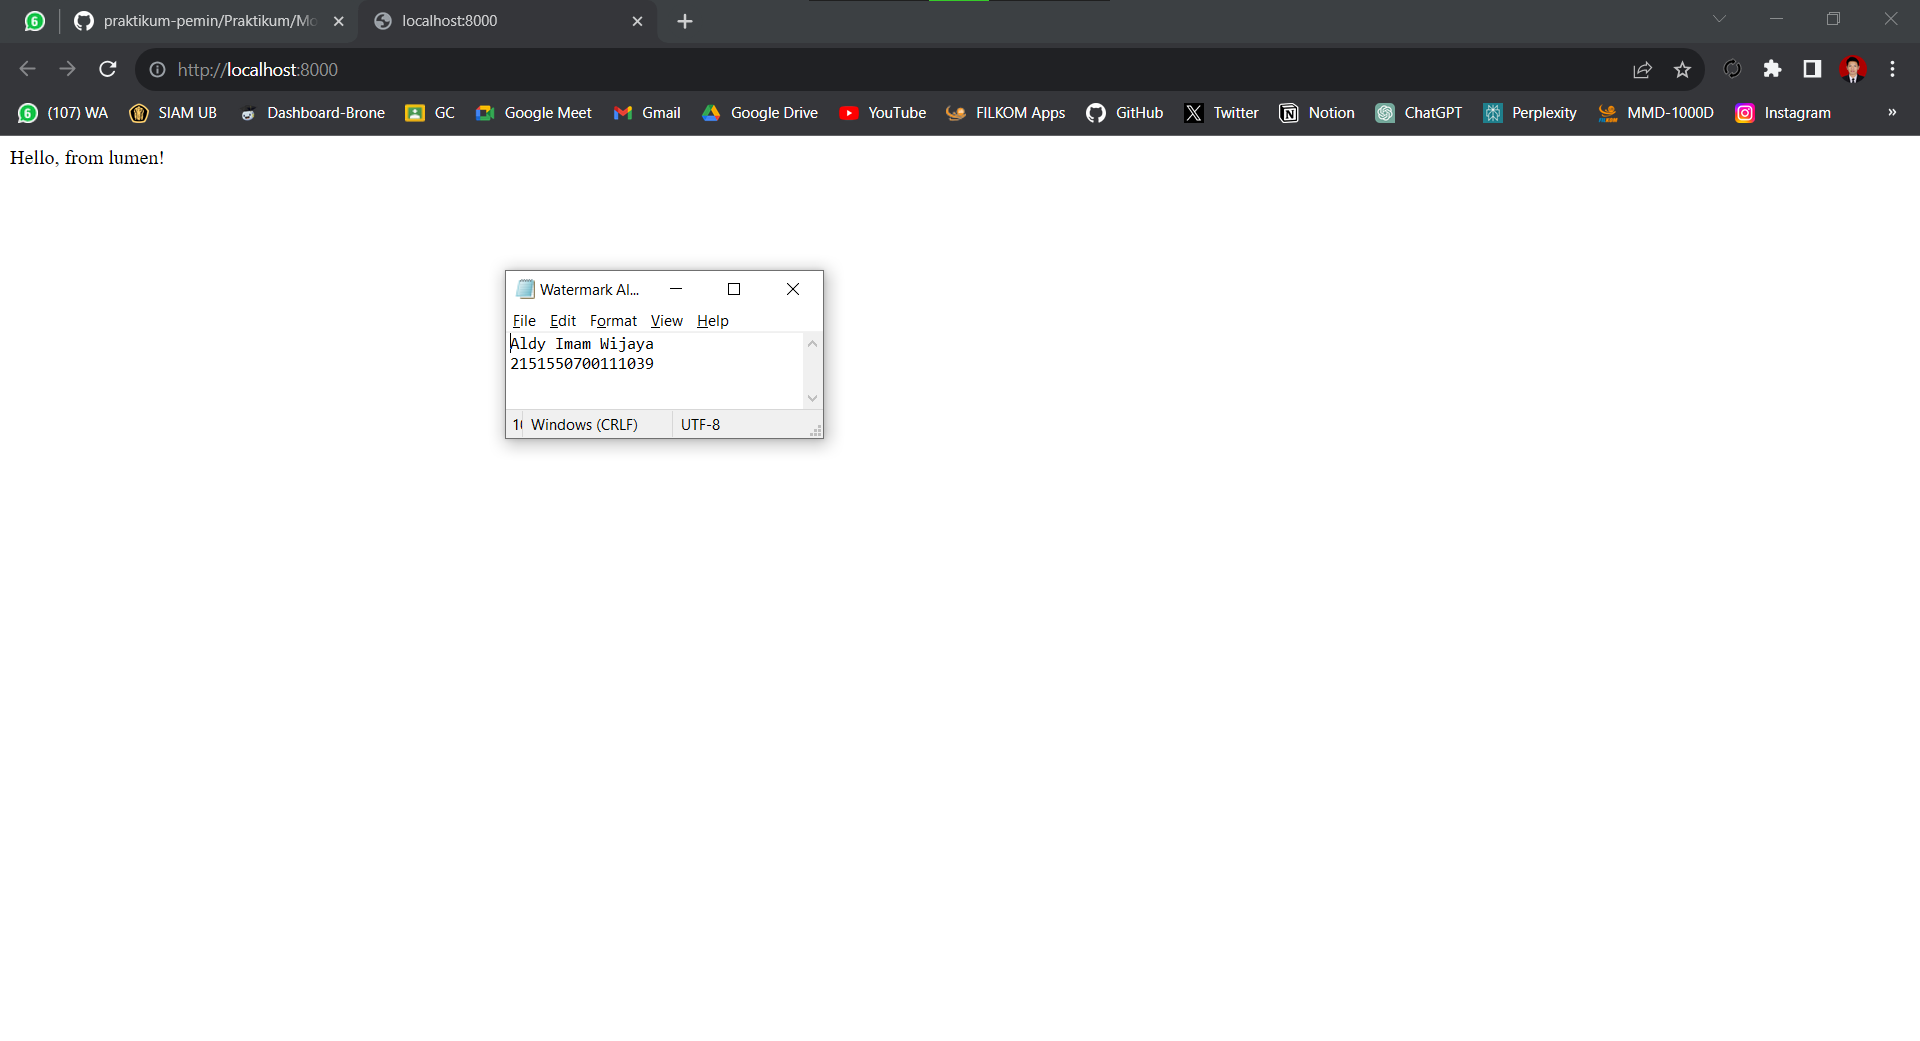 praktikum-pemin/Praktikum/Mo
localhost:8000
http://localhost:8000
(107) WA
SIAM UB
Dashboard-Brone
GC
Google Meet
Gmail
Google Drive
YouTube
FILKOM Apps
GitHub
Twitter
Notion
ChatGPT
Perplexity
MMD-1000D
Instagram
»
Hello, from lumen!
Watermark Al...
File Edit Format View Help
Aldy Imam Wijaya
2151550700111039
Windows (CRLF)
UTF-8